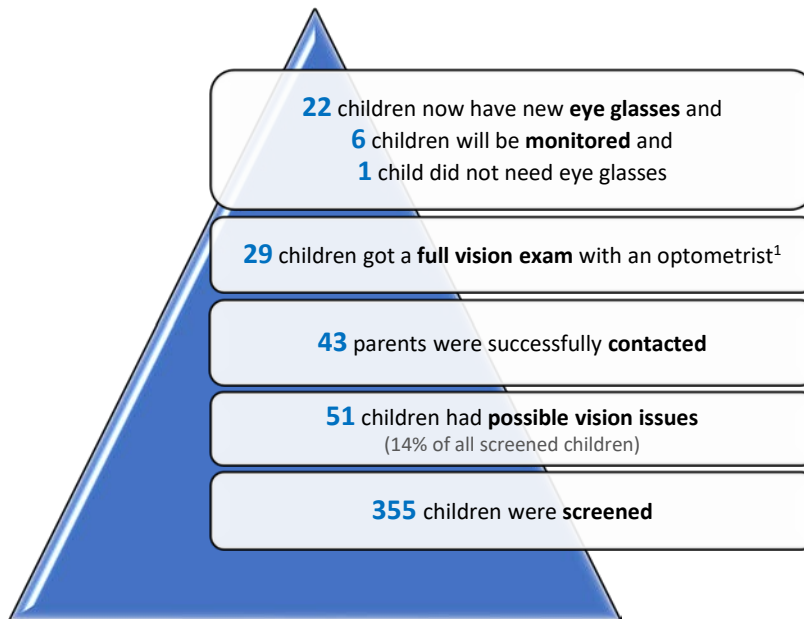 22 children now have new eye glasses and
6 children will be monitored and
1 child did not need eye glasses
29 children got a full vision exam with an optometrist¹
43 parents were successfully contacted
51 children had possible vision issues
(14% of all screened children)
355 children were screened